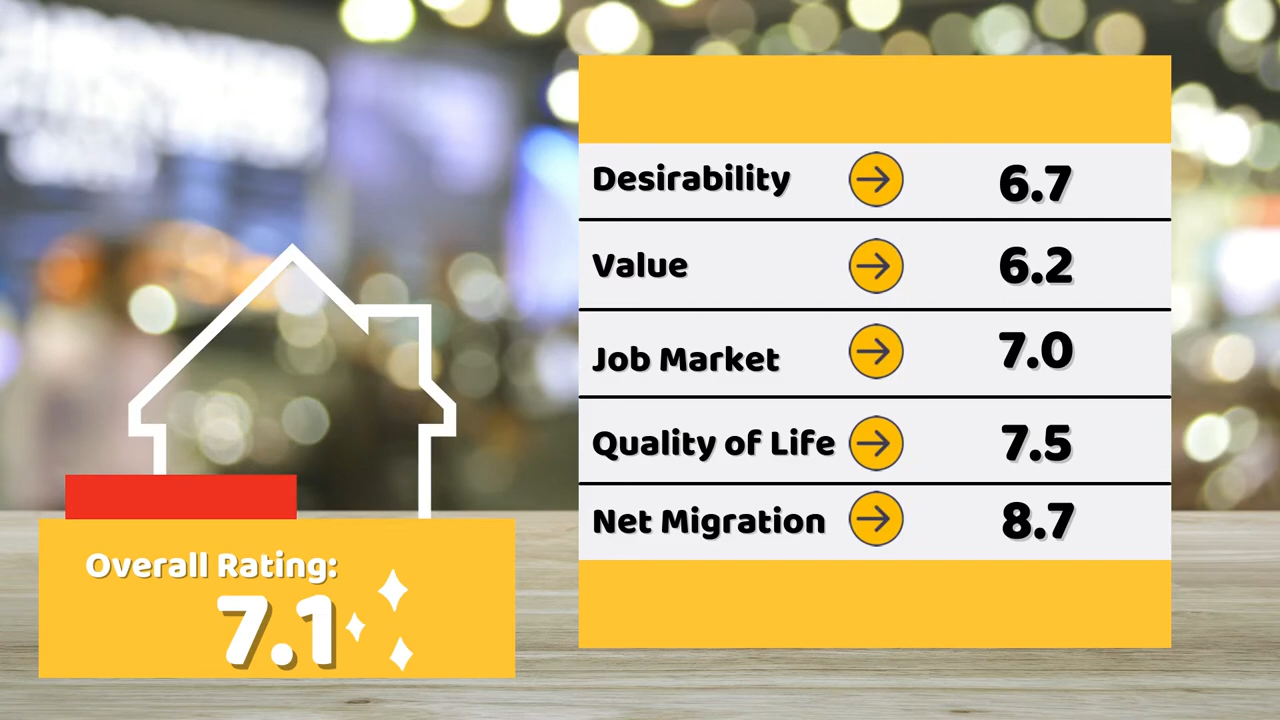 Desirability 6.7
Value 6.2
Job Market 7.0
Quality of Life 7.5
Net Migration 8.7
Overall Rating:
7.1